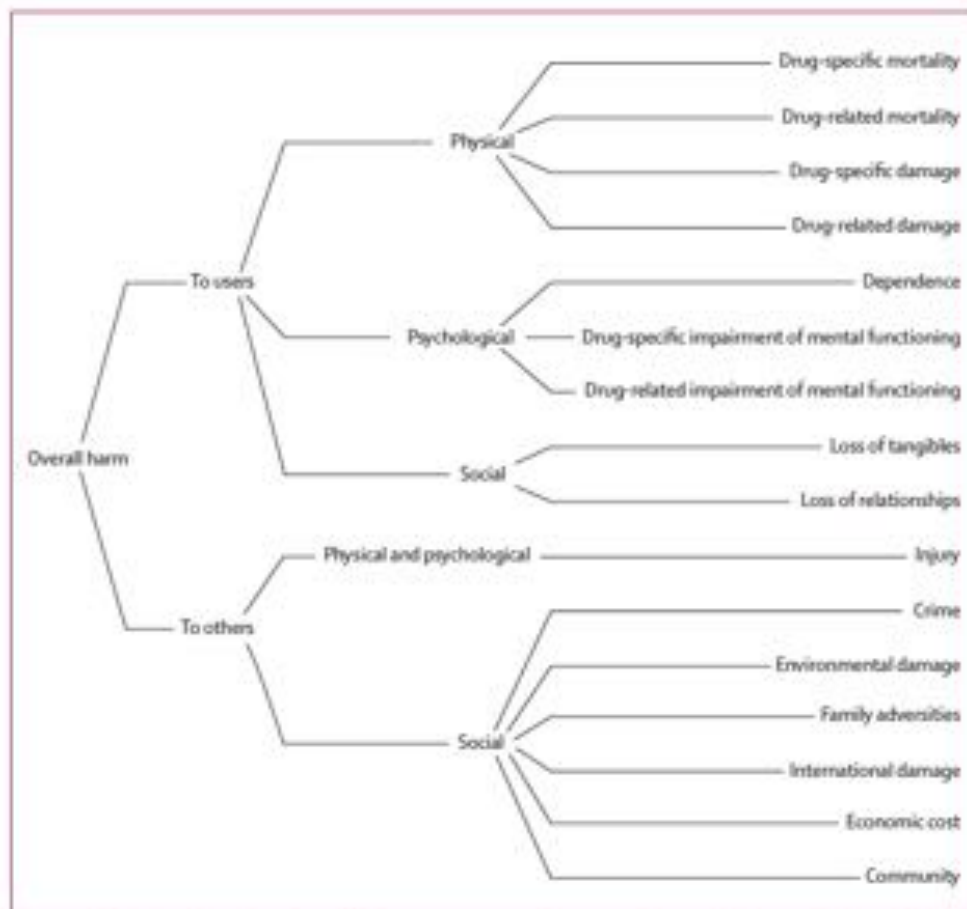 Drug-specific mortality
Drug-related mortality
Physical
Drug-specific damage
Drug-related damage
To users
Dependence
Psychological
Drug-specific impairment of mental functioning
Drug-related impairment of mental functioning
Overall harm
Loss of tangibles
Social
Loss of relationships
Physical and psychological
Injury
To others
Crime
Environmental damage
Family adversities
Social
International damage
Economic cost
Community